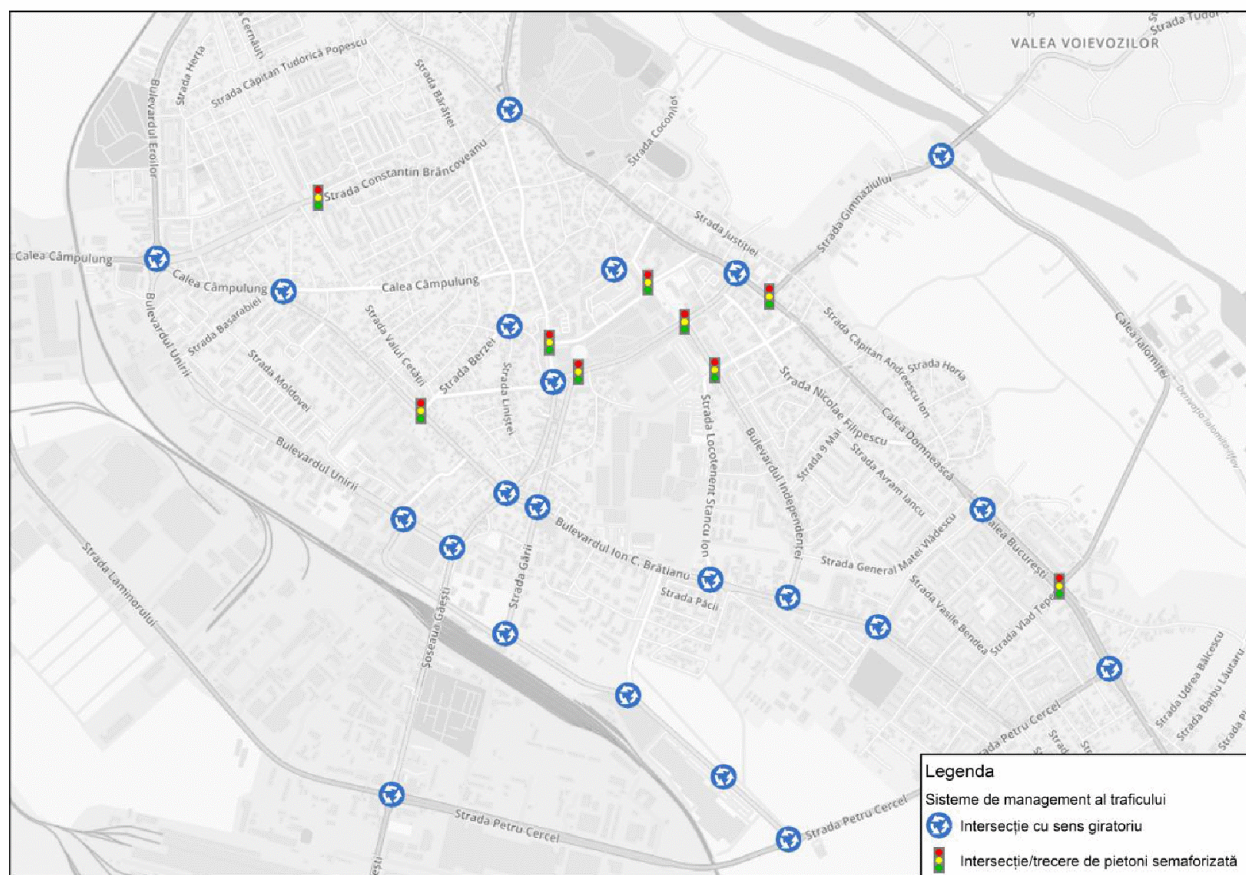 Strada Cernăuți
Strada Herța
Strada Căpitan Tudorică Popescu
Bulevardul Eroilor
Strada Bărăției
Strada Constantin Brâncoveanu
Strada Coconilor
Strada Tudor
VALEA VOIEVOZILOR
Strada Gimnaziului
Strada Justiției
Calea Câmpulung
Calea Câmpulung
Calea Câmpulung
Strada Basarabiei
Bulevardul Unirii
Strada Moldovei
Strada Valul Cetății
Strada Berzei
Strada Liniștei
Strada Căpitan Andreescu Ion
Strada Horia
Calea Ialomiței
Strada Nicolae Filipescu
Calea Domnească
Strada 9 Mai
Strada Avram Iancu
Strada Locotenent Stancu Ion
Bulevardul Independenței
Bulevardul Unirii
Strada Gării
Bulevardul Ion C. Brătianu
Strada Păcii
Strada General Matei Vlădescu
Calea București
Strada Vasile Bendea
Strada Vlad Țepeș
Strada Laminorului
Șoseaua Găești
Strada Udrea Bălcescu
Strada Barbu Lăutaru
Strada Petru Cercel
Strada Petru Cercel
Strada Petru Cercel
Legenda
Sisteme de management al traficului
Intersecție cu sens giratoriu
Intersecție/trecere de pietoni semaforizată